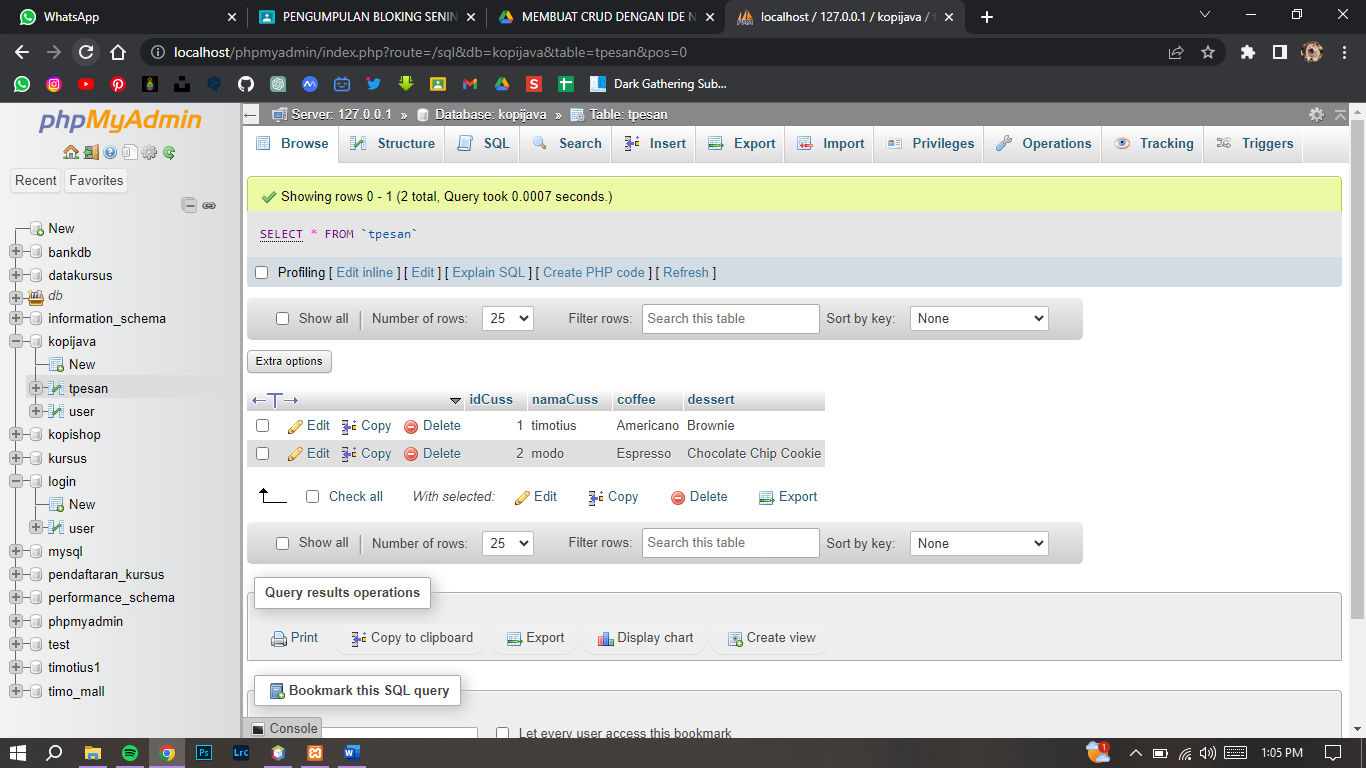 WhatsApp
PENGUMPULAN BLOKING SENIN
MEMBUAT CRUD DENGAN IDE N
localhost / 127.0.0.1 / kopijava / t
localhost/phpmyadmin/index.php?route=/sql&db=kopijava&table=tpesan&pos=0
Dark Gathering Sub...
phpMyAdmin
Recent Favorites
New
bankdb
datakursus
db
information_schema
kopijava
New
tpesan
user
kopishop
kursus
login
New
user
mysql
pendaftaran_kursus
performance_schema
phpmyadmin
test
timotius1
timo_mall
Server: 127.0.0.1 » Database: kopijava » Table: tpesan
Browse Structure SQL Search Insert Export Import Privileges Operations Tracking Triggers
Showing rows 0 - 1 (2 total, Query took 0.0007 seconds.)
SELECT * FROM `tpesan`
Profiling [ Edit inline ] [ Edit ] [ Explain SQL ] [ Create PHP code ] [ Refresh ]
Show all | Number of rows: 25 Filter rows: Search this table Sort by key: None
Extra options
idCuss namaCuss coffee dessert
Edit Copy Delete 1 timotius Americano Brownie
Edit Copy Delete 2 modo Espresso Chocolate Chip Cookie
Check all With selected: Edit Copy Delete Export
Show all | Number of rows: 25 Filter rows: Search this table Sort by key: None
Query results operations
Print Copy to clipboard Export Display chart Create view
Bookmark this SQL query
Console
Let every user access this bookmark
Ps LrC
1
1:05 PM